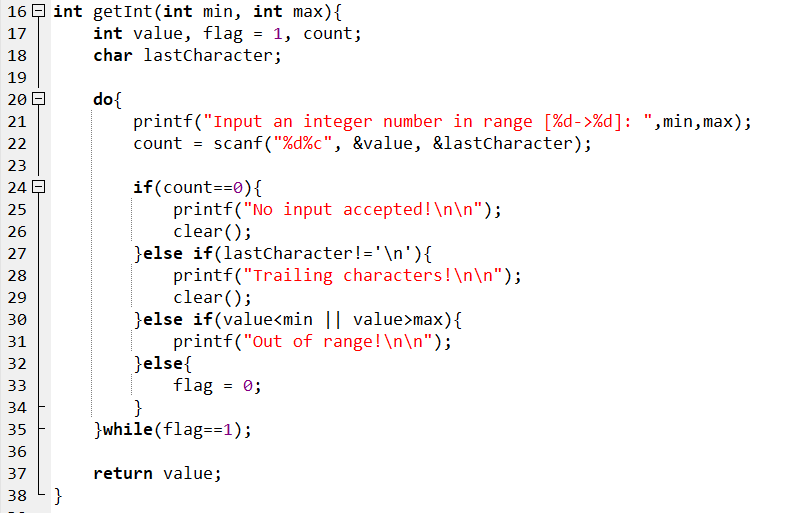 16 int getInt(int min, int max){
17     int value, flag = 1, count;
18     char lastCharacter;
19
20     do{
21         printf("Input an integer number in range [%d->%d]: ",min,max);
22         count = scanf("%d%c", &value, &lastCharacter);
23
24         if(count==0){
25             printf("No input accepted!\n\n");
26             clear();
27         }else if(lastCharacter!='\n'){
28             printf("Trailing characters!\n\n");
29             clear();
30         }else if(value<min || value>max){
31             printf("Out of range!\n\n");
32         }else{
33             flag = 0;
34         }
35     }while(flag==1);
36
37     return value;
38 }